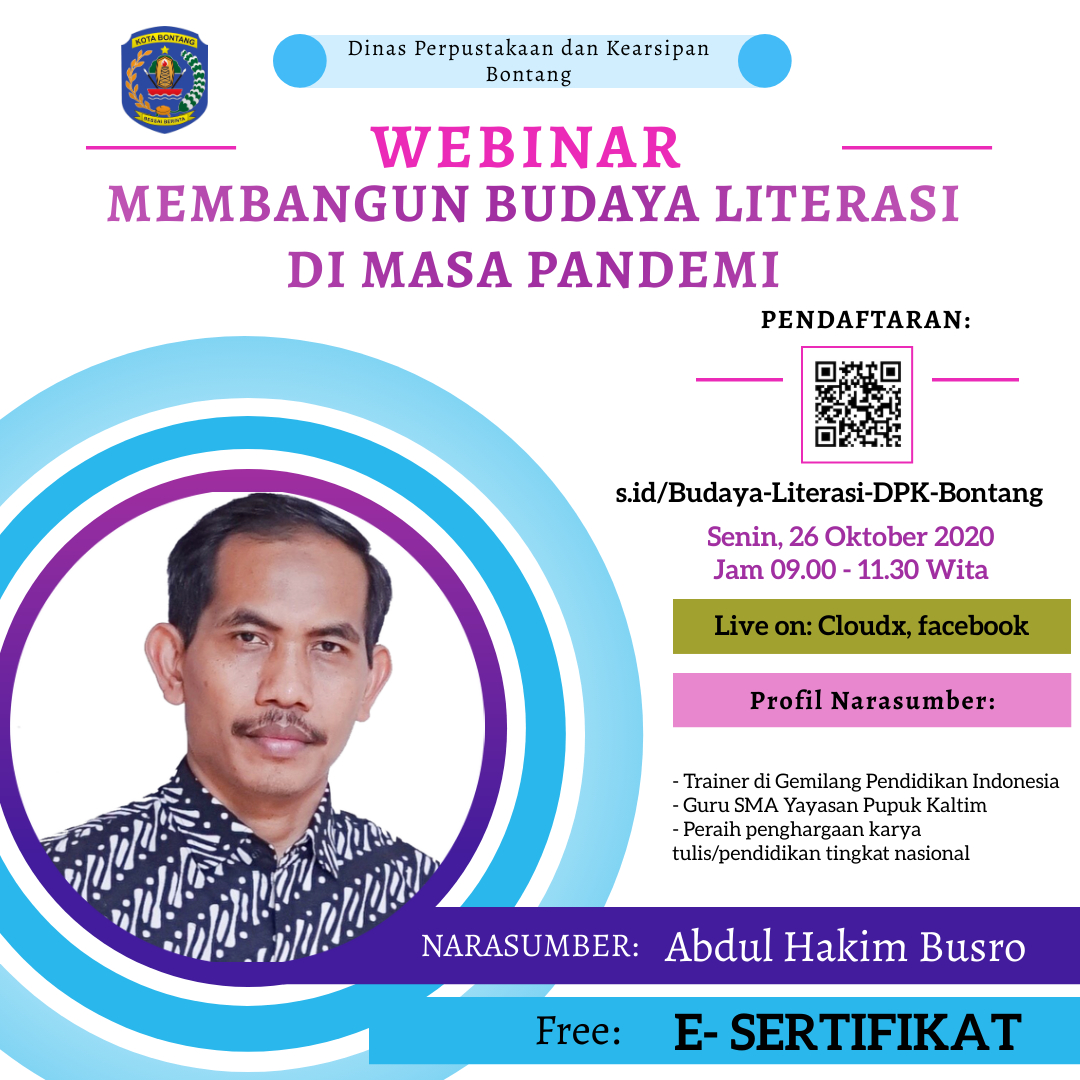 KOTA BONTANG
BESSAI BERINTA
Dinas Perpustakaan dan Kearsipan
Bontang
WEBINAR
MEMBANGUN BUDAYA LITERASI
DI MASA PANDEMI
PENDAFTARAN:
s.id/Budaya-Literasi-DPK-Bontang
Senin, 26 Oktober 2020
Jam 09.00 - 11.30 Wita
Live on: Cloudx, facebook
Profil Narasumber:
- Trainer di Gemilang Pendidikan Indonesia
- Guru SMA Yayasan Pupuk Kaltim
- Peraih penghargaan karya
tulis/pendidikan tingkat nasional
NARASUMBER: Abdul Hakim Busro
Free: E- SERTIFIKAT